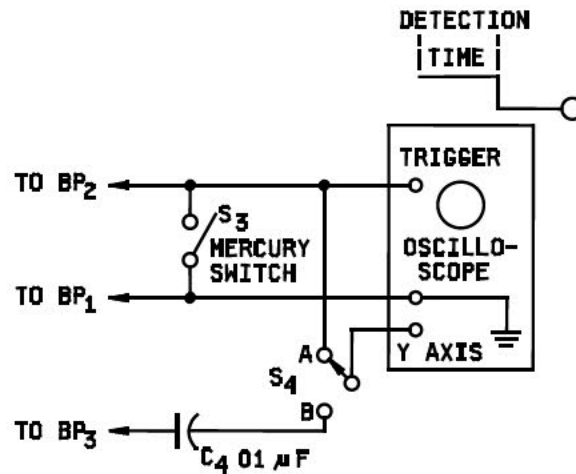 DETECTION
TIME
TRIGGER
TO BP2
S3
MERCURY
SWITCH
OSCILLO-
SCOPE
TO BP1
A
Y AXIS
S4
B
TO BP3
C4 01 μF